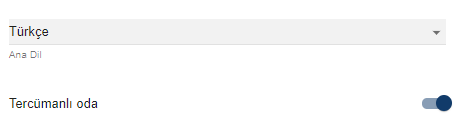 Türkçe
Ana Dil
Tercümanlı oda